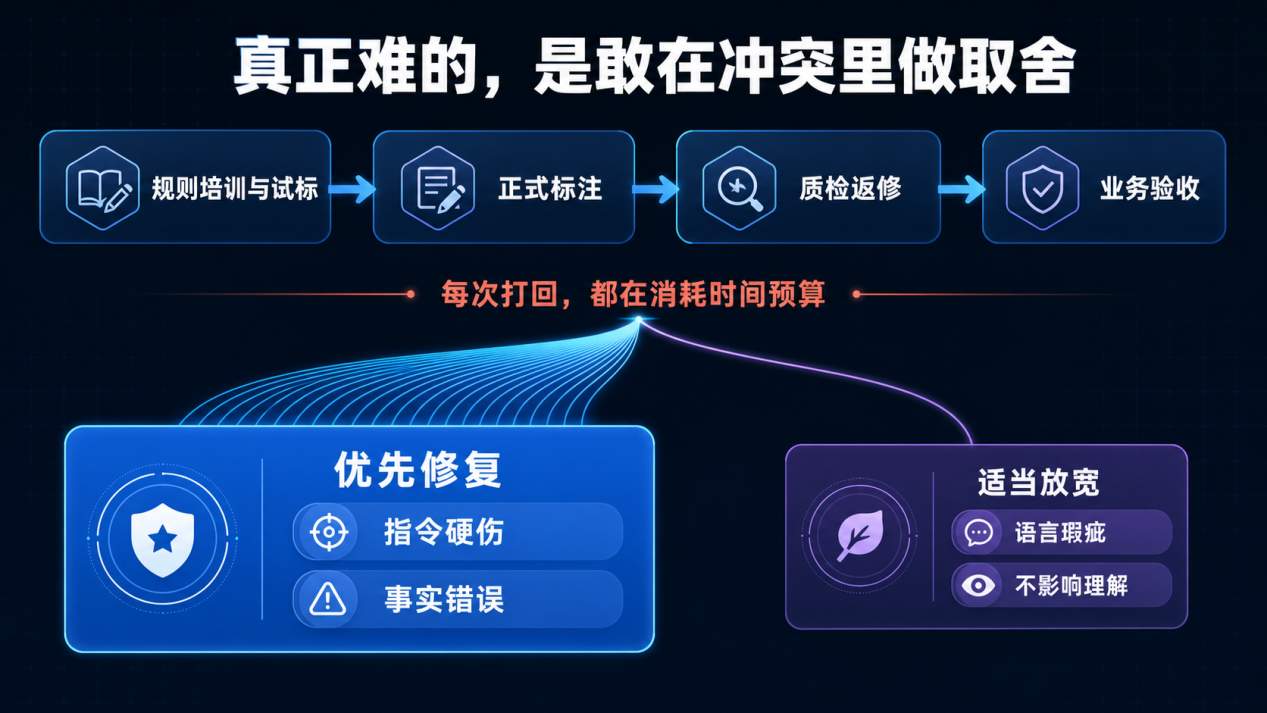 真正难的，是敢在冲突里做取舍
规则培训与试标
正式标注
质检返修
业务验收
每次打回，都在消耗时间预算
优先修复
指令硬伤
事实错误
适当放宽
语言瑕疵
不影响理解